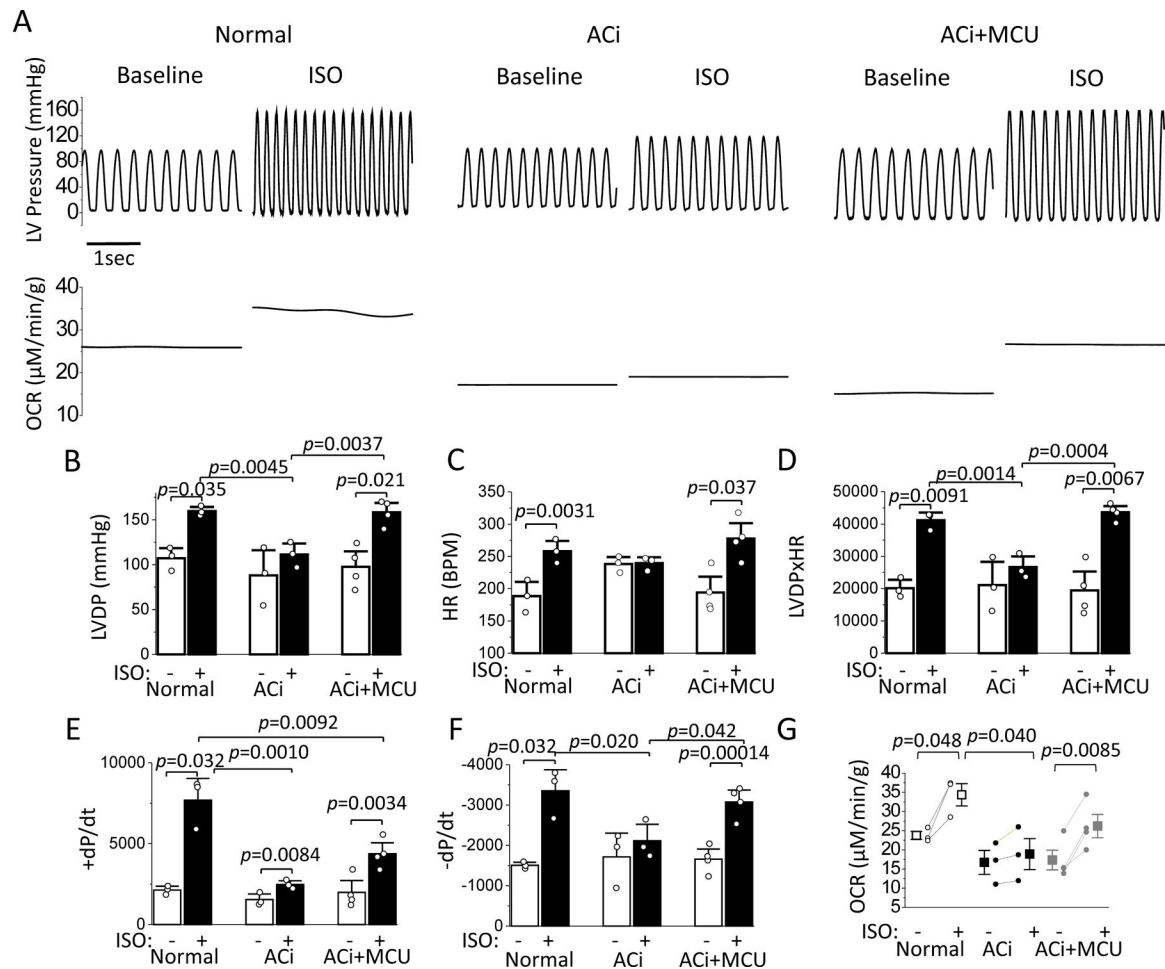 A
Normal ACi ACi+MCU
Baseline ISO Baseline ISO Baseline ISO
LV Pressure (mmHg)
160
120
80
40
0
1sec
OCR (μM/min/g)
40
30
20
10
B
p=0.0037
p=0.0045
p=0.035 p=0.021
LVDP (mmHg)
150
100
50
0
ISO: - + - + - +
Normal ACi ACi+MCU
C
p=0.0031 p=0.037
HR (BPM)
350
300
250
200
150
100
ISO: - + - + - +
Normal ACi ACi+MCU
D
p=0.0004
p=0.0014
p=0.0091 p=0.0067
LVDPxHR
50000
40000
30000
20000
10000
0
ISO: - + - + - +
Normal ACi ACi+MCU
E
p=0.0092
p=0.0010
p=0.032
p=0.0034
p=0.0084
+dP/dt
10000
5000
0
ISO: - + - + - +
Normal ACi ACi+MCU
F
p=0.042
p=0.032 p=0.020 p=0.00014
-dP/dt
-4000
-3000
-2000
-1000
0
ISO: - + - + - +
Normal ACi ACi+MCU
G
p=0.048 p=0.040
p=0.0085
OCR (μM/min/g)
40
35
30
25
20
15
10
5
ISO: - + - + - +
Normal ACi ACi+MCU